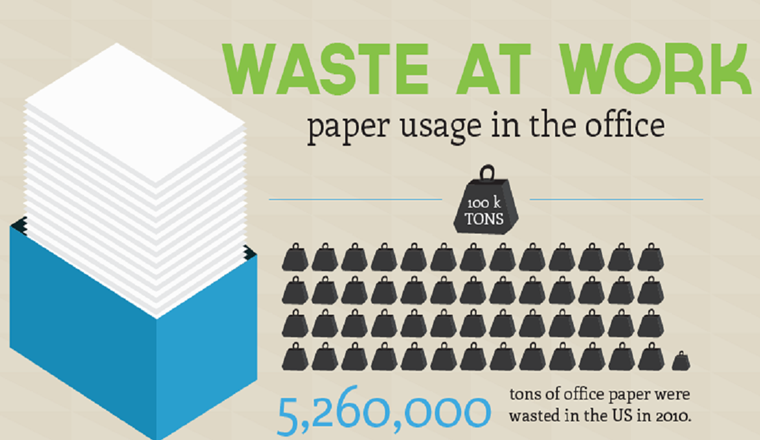 WASTE AT WORK
paper usage in the office
100 k
TONS
5,260,000
tons of office paper were
wasted in the US in 2010.